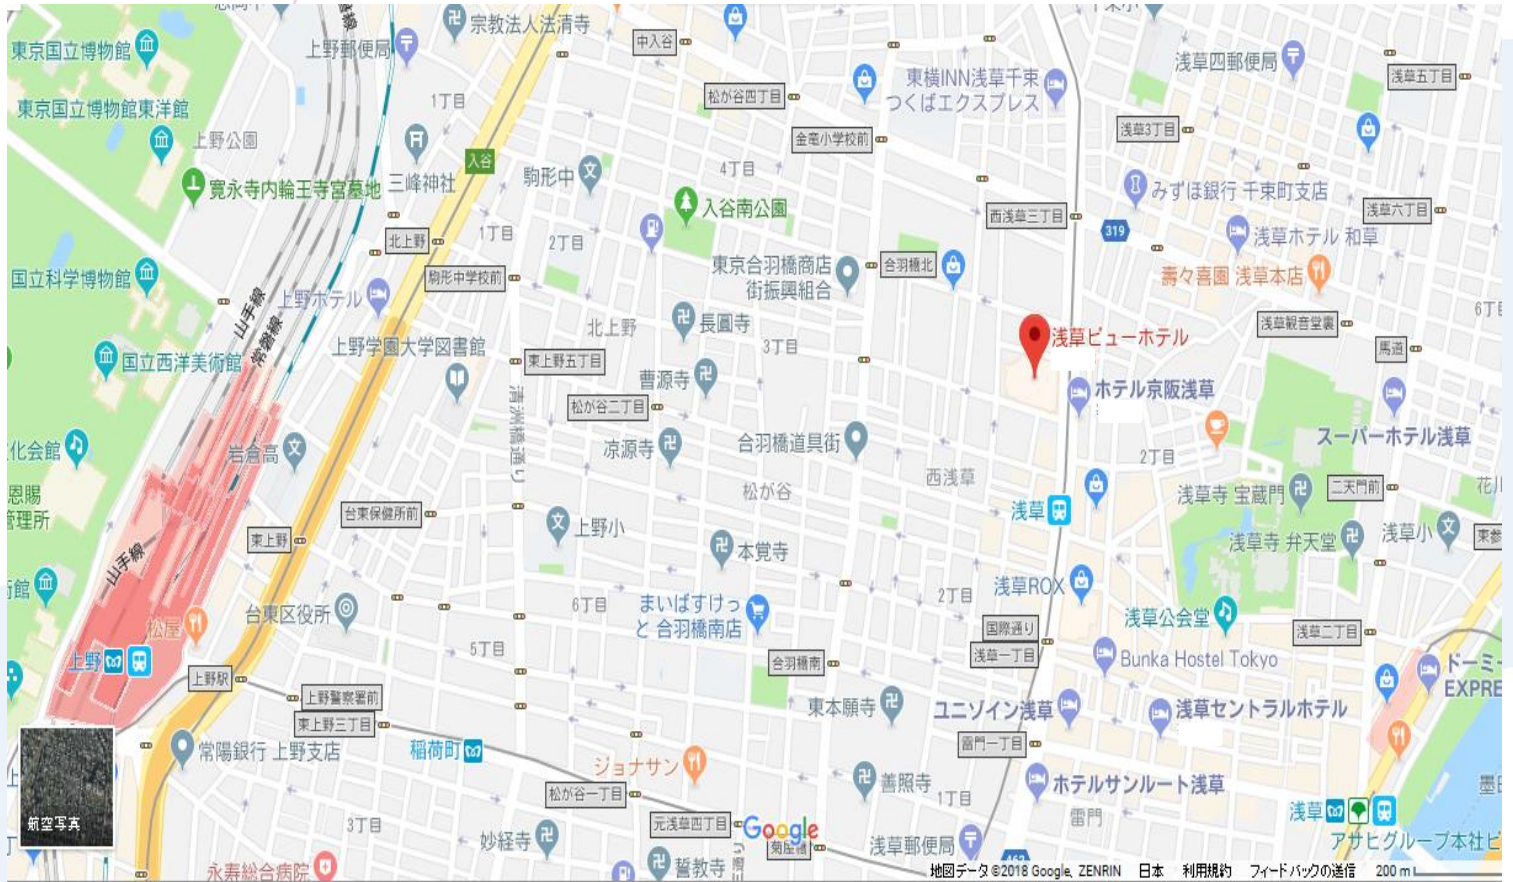 宗教法人法清寺
中入谷
東京国立博物館
上野郵便局
浅草四郵便局
浅草五丁目
東横INN浅草千束
つくばエクスプレス
松が谷四丁目
1丁目
東京国立博物館東洋館
上野公園
金竜小学校前
浅草3丁目
入谷
三峰神社
駒形中
4丁目
寛永寺内輪王寺宮墓地
みずほ銀行 千束町支店
入谷南公園
西浅草三丁目
浅草六丁目
319
北上野
1丁目
2丁目
浅草ホテル 和草
国立科学博物館
駒形中学校前
東京合羽橋商店
街振興組合
合羽橋北
壽々喜園 浅草本店
上野ホテル
山手線
常磐線
北上野
長圓寺
3丁目
浅草観音堂裏
浅草ビューホテル
上野学園大学図書館
馬道
国立西洋美術館
東上野五丁目
曹源寺
ホテル京阪浅草
松が谷二丁目
清洲橋通り
岩倉高
凉源寺
合羽橋道具街
スーパーホテル浅草
化会館
2丁目
西浅草
松が谷
浅草寺 宝蔵門
二天門前
恩賜
管理所
台東保健所前
上野小
浅草
東上野
本覚寺
浅草寺 弁天堂
浅草小
山手線
浅草ROX
2丁目
台東区役所
6丁目
まいばすけっ
と 合羽橋南店
浅草公会堂
松屋
国際通り
浅草二丁目
浅草一丁目
5丁目
上野
合羽橋南
Bunka Hostel Tokyo
ドーミー
EXPRE
上野駅
上野警察署前
東本願寺
ユニゾイン浅草
浅草セントラルホテル
東上野三丁目
稲荷町
常陽銀行 上野支店
雷門一丁目
ジョナサン
善照寺
ホテルサンルート浅草
松が谷一丁目
1丁目
航空写真
3丁目
元浅草四丁目
雷門
浅草
妙経寺
Google
菊屋橋
浅草郵便局
アサヒグループ本社ビ
誓教寺
永寿総合病院
地図データ ©2018 Google, ZENRIN 日本 利用規約 フィードバックの送信 200 m